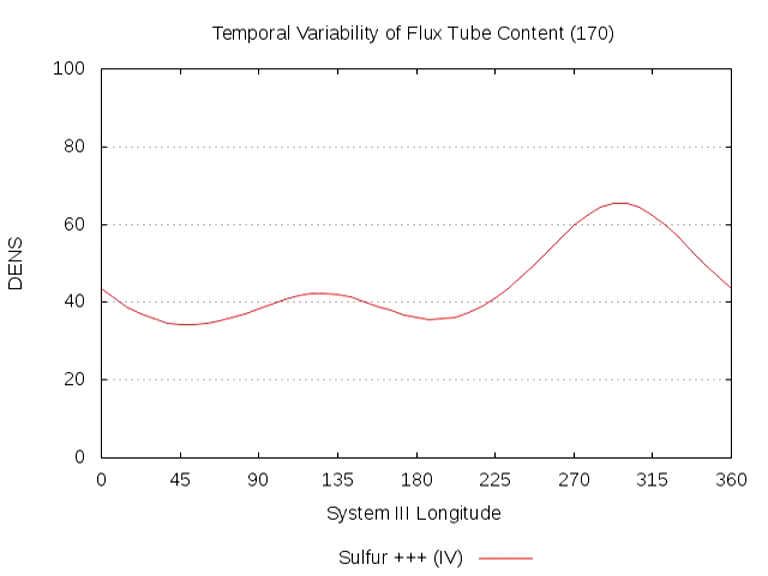 Temporal Variability of Flux Tube Content (170)
100
80
60
40
20
0
DENS
0 45 90 135 180 225 270 315 360
System III Longitude
Sulfur +++ (IV)